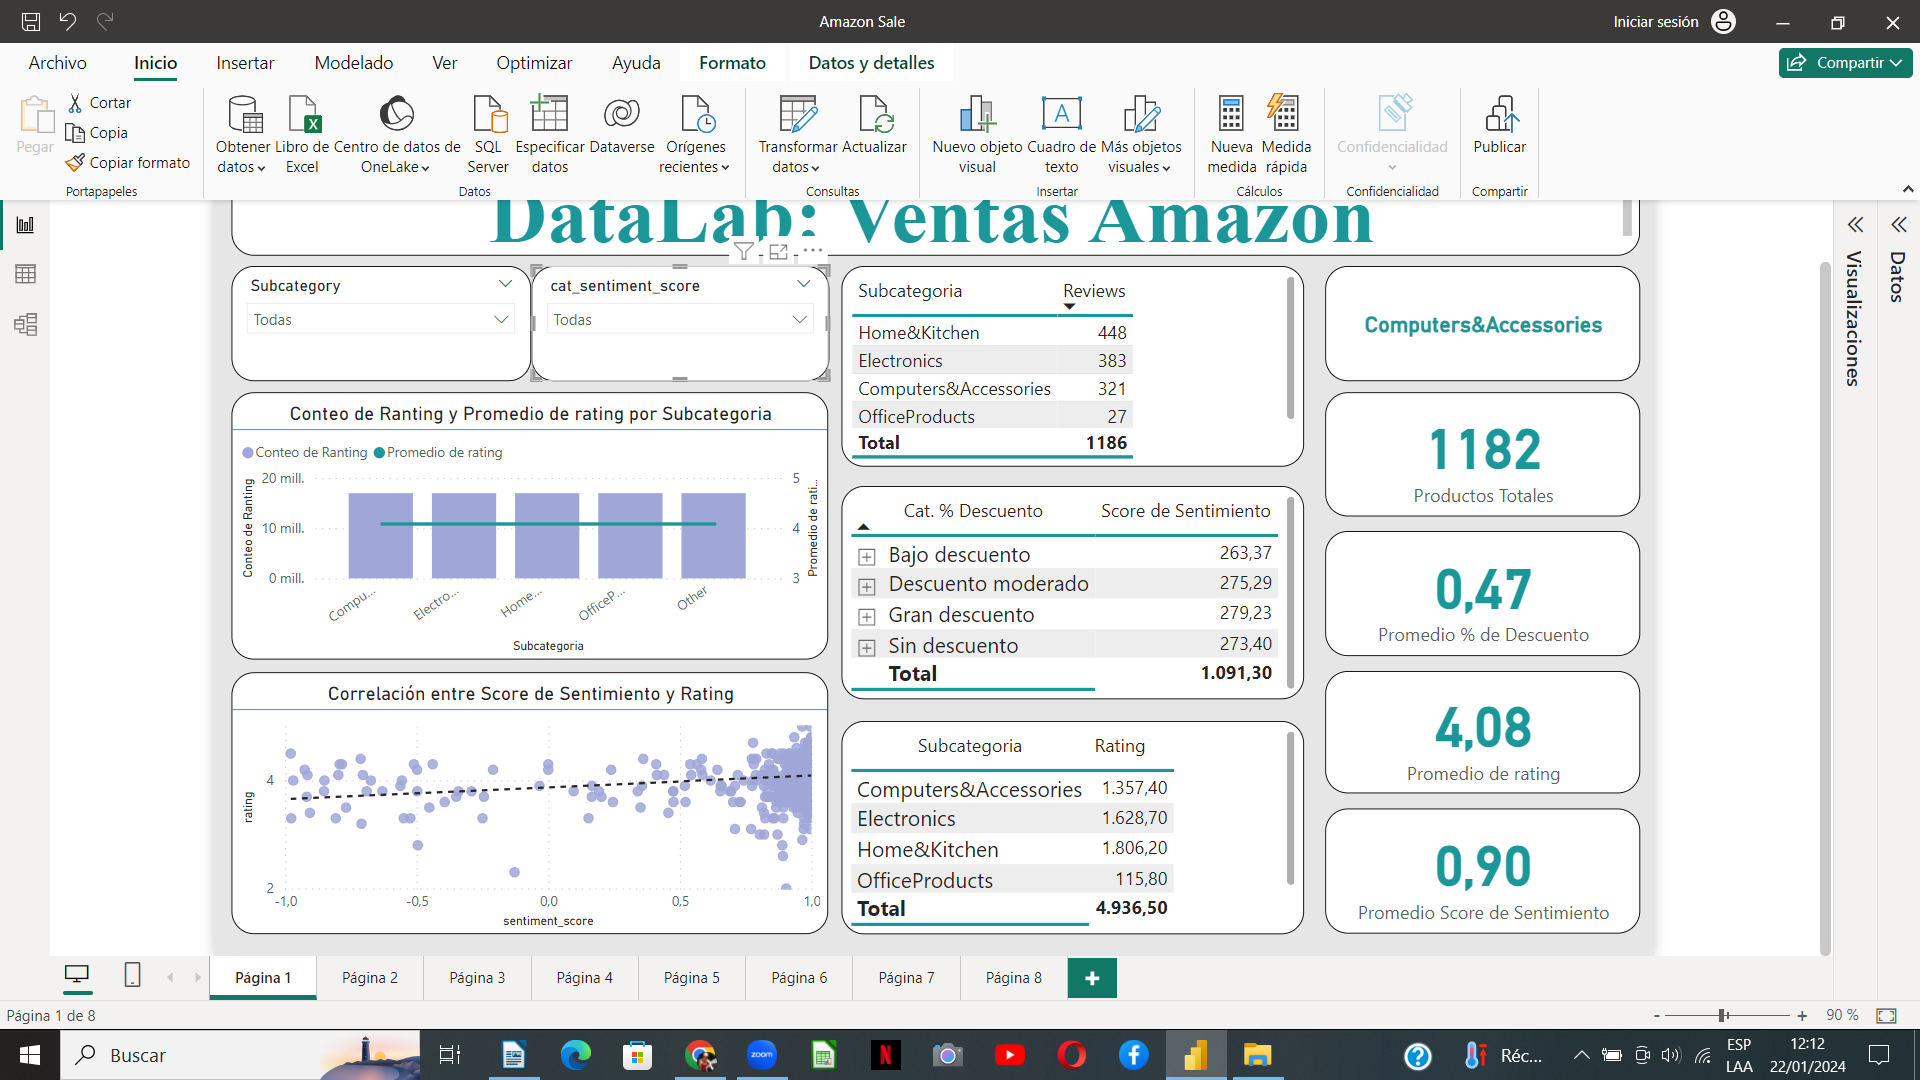 Amazon Sale
Iniciar sesión
Archivo
Inicio
Insertar
Modelado
Ver
Optimizar
Ayuda
Formato
Datos y detalles
Compartir
Pegar
Cortar
Copia
Copiar formato
Portapapeles
Obtener datos
Libro de Excel
Centro de datos de OneLake
SQL Server
Especificar datos
Dataverse
Orígenes recientes
Datos
Transformar datos
Actualizar
Consultas
Nuevo objeto visual
Cuadro de texto
Más objetos visuales
Insertar
Nueva medida
Medida rápida
Cálculos
Confidencialidad
Confidencialidad
Publicar
Compartir
DataLab: Ventas Amazon
Subcategory
Todas
cat_sentiment_score
Todas
Conteo de Ranting y Promedio de rating por Subcategoria
Conteo de Ranting
Promedio de rating
Conteo de Ranting
20 mill.
10 mill.
0 mill.
5
4
3
Promedio de rati...
Compu...
Electro...
Home...
OfficeP...
Other
Subcategoria
Correlación entre Score de Sentimiento y Rating
rating
4
2
-1,0
-0,5
0,0
0,5
1,0
sentiment_score
Subcategoria Reviews
Home&Kitchen 448
Electronics 383
Computers&Accessories 321
OfficeProducts 27
Total 1186
Cat. % Descuento Score de Sentimiento
Bajo descuento 263,37
Descuento moderado 275,29
Gran descuento 279,23
Sin descuento 273,40
Total 1.091,30
Subcategoria Rating
Computers&Accessories 1.357,40
Electronics 1.628,70
Home&Kitchen 1.806,20
OfficeProducts 115,80
Total 4.936,50
Computers&Accessories
1182
Productos Totales
0,47
Promedio % de Descuento
4,08
Promedio de rating
0,90
Promedio Score de Sentimiento
Visualizaciones
Datos
Página 1
Página 2
Página 3
Página 4
Página 5
Página 6
Página 7
Página 8
+
Página 1 de 8
- + 90 %
Buscar
zoom
Réc...
ESP
LAA
12:12
22/01/2024